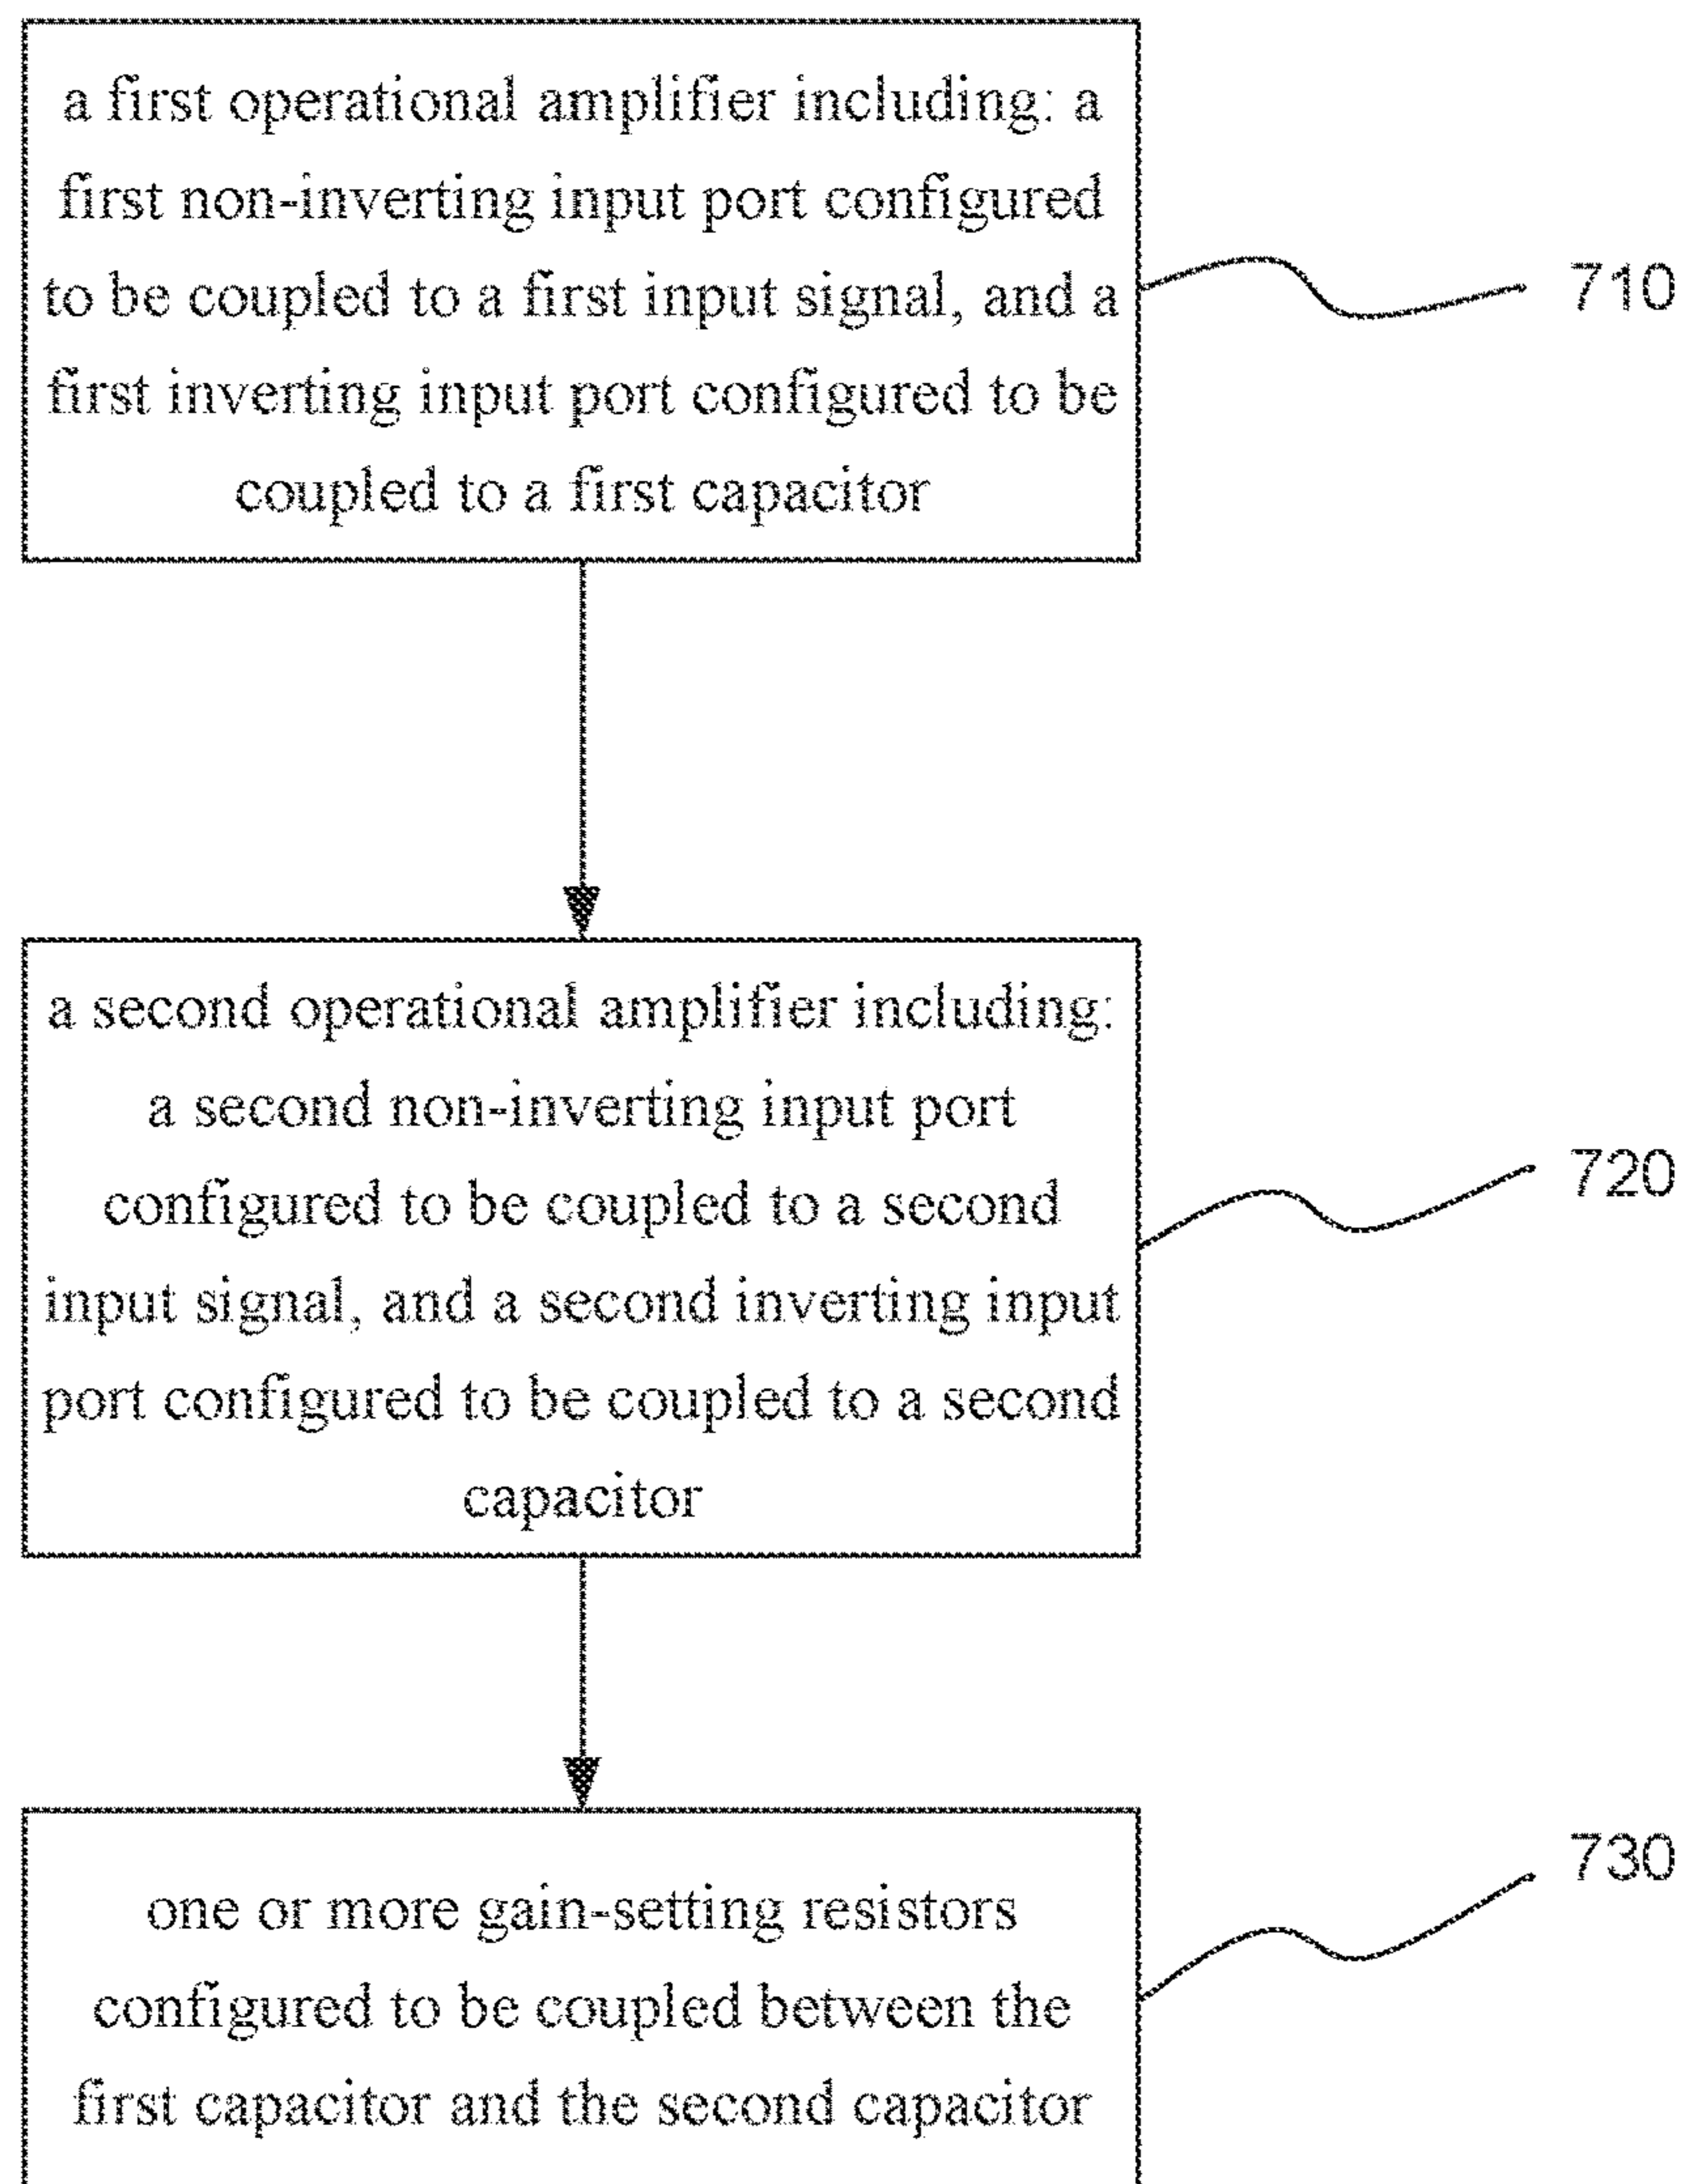 a first operational amplifier including: a
first non-inverting input port configured
to be coupled to a first input signal, and a
first inverting input port configured to be
coupled to a first capacitor
710
a second operational amplifier including:
a second non-inverting input port
configured to be coupled to a second
input signal, and a second inverting input
port configured to be coupled to a second
capacitor
720
one or more gain-setting resistors
configured to be coupled between the
first capacitor and the second capacitor
730